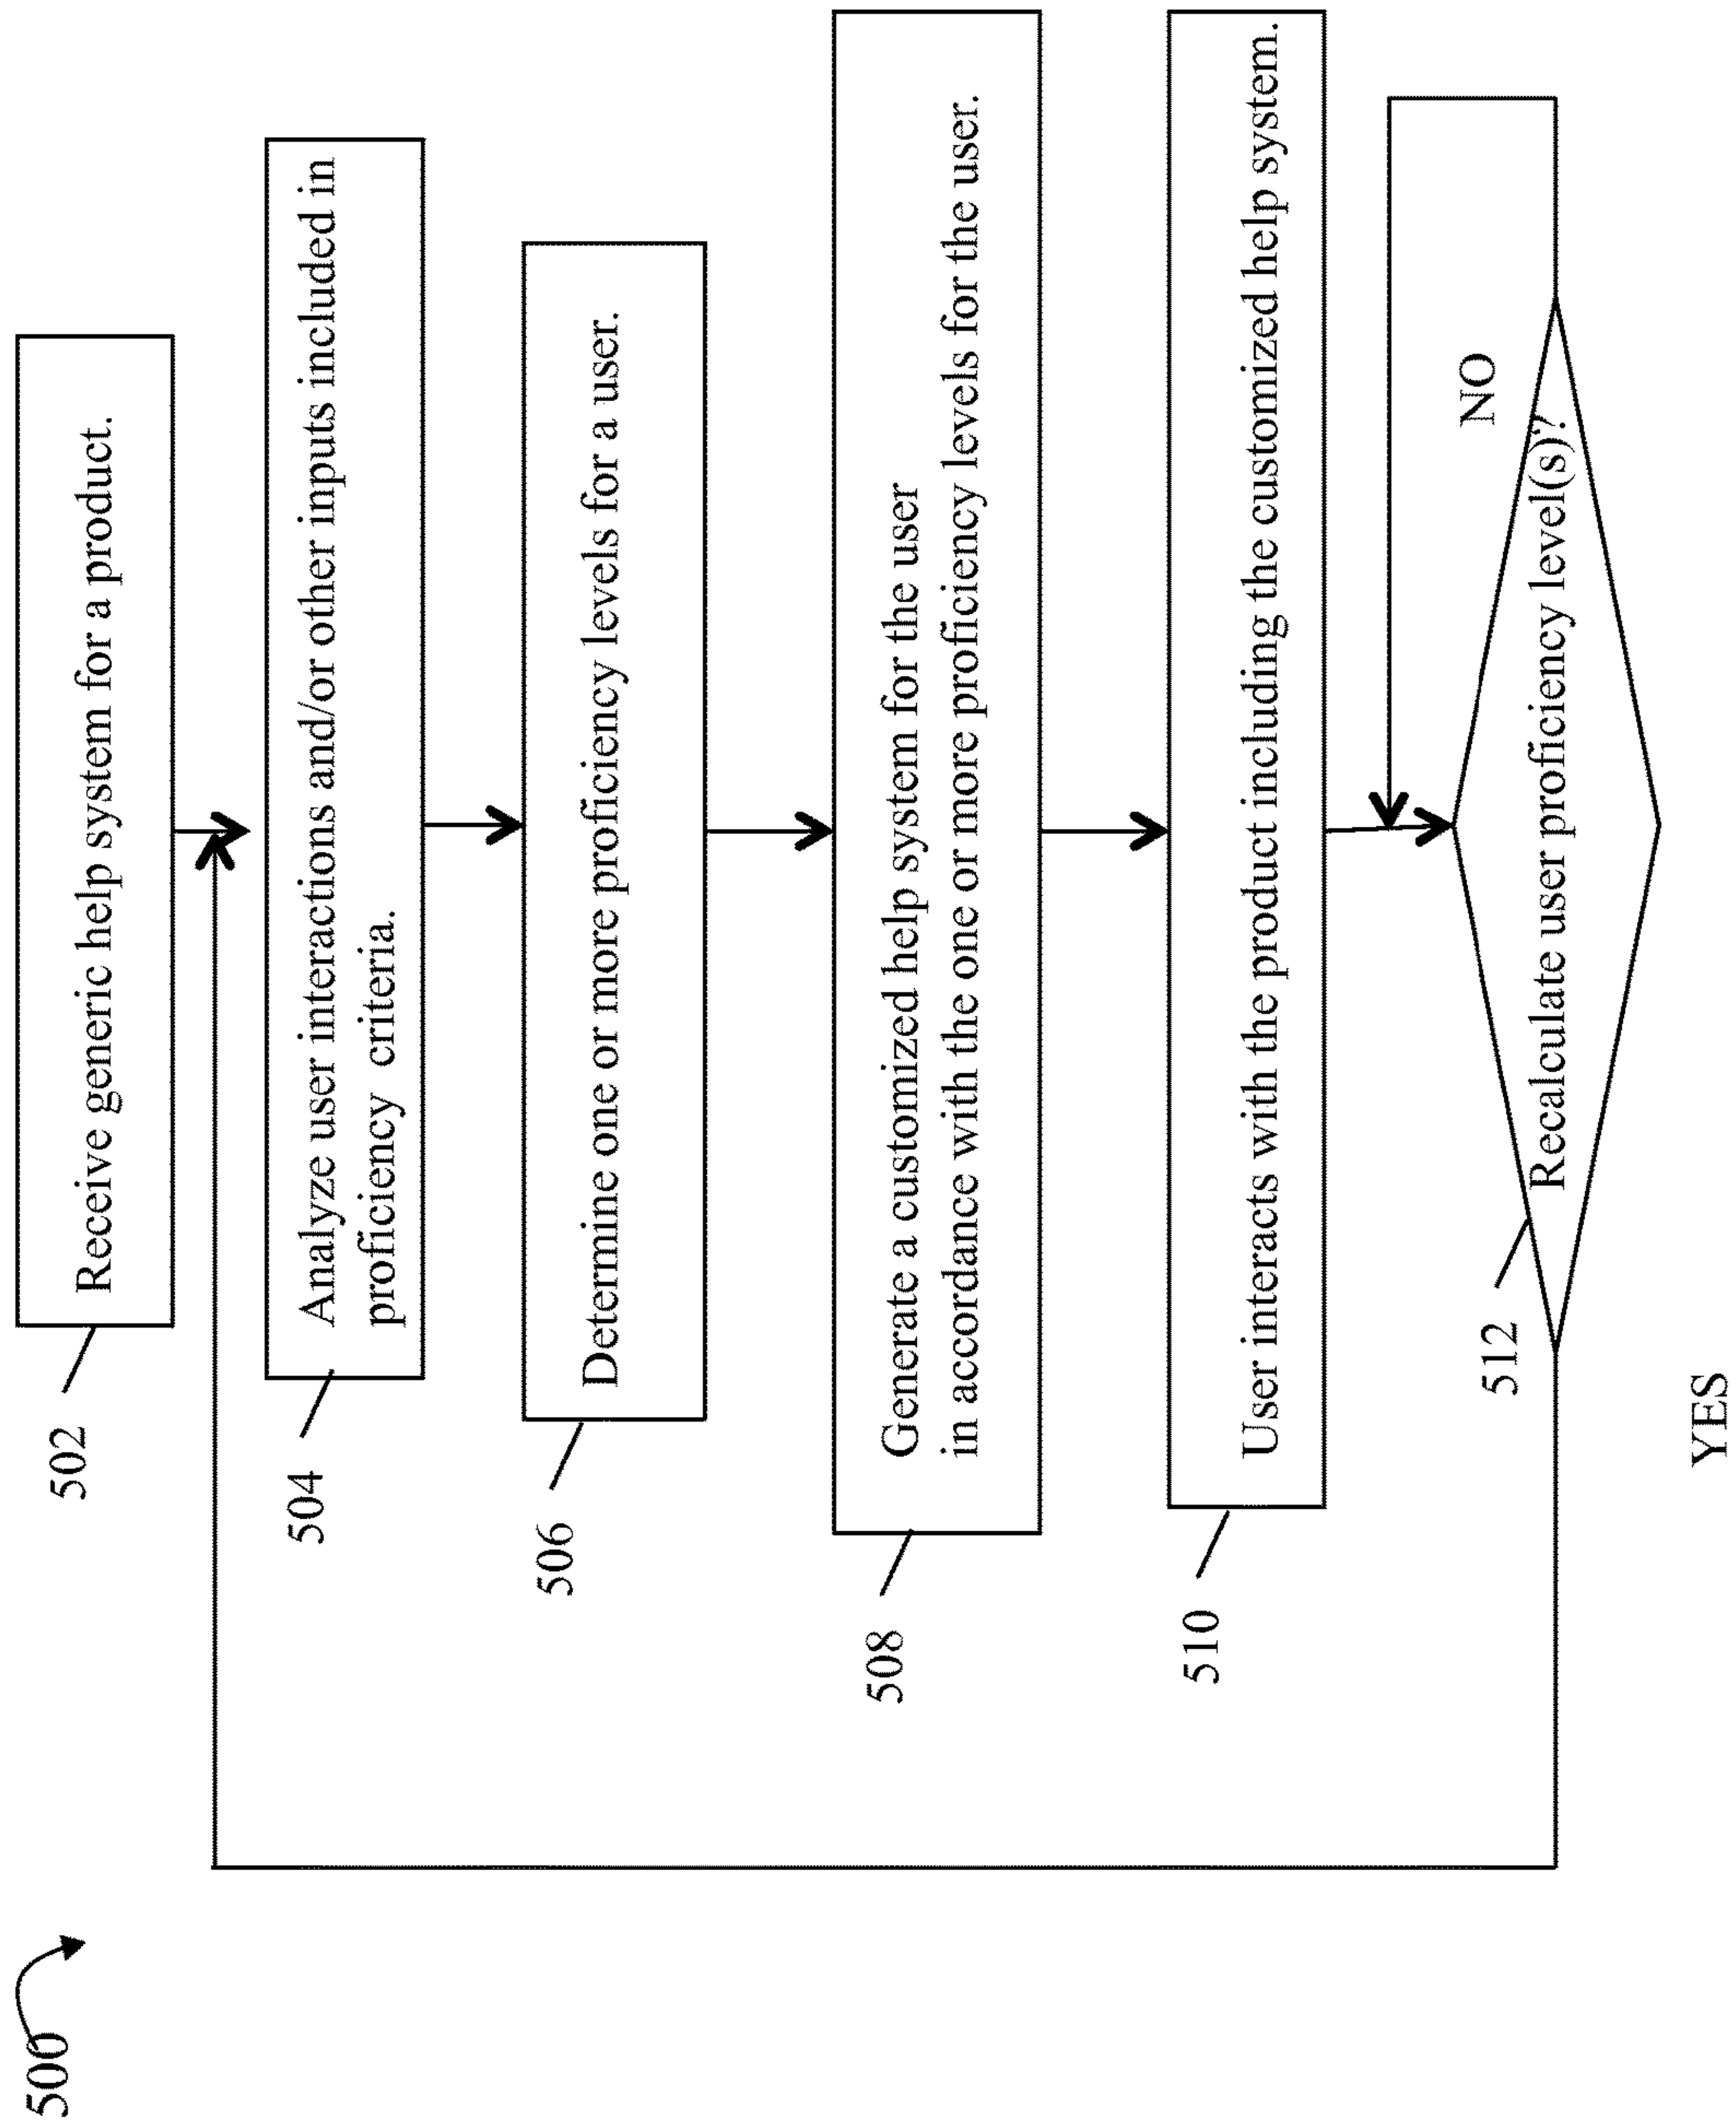 500
502
Receive generic help system for a product.
504
Analyze user interactions and/or other inputs included in
proficiency criteria.
506
Determine one or more proficiency levels for a user.
508
Generate a customized help system for the user
in accordance with the one or more proficiency levels for the user.
510
User interacts with the product including the customized help system.
NO
512
Recalculate user proficiency level(s)?
YES